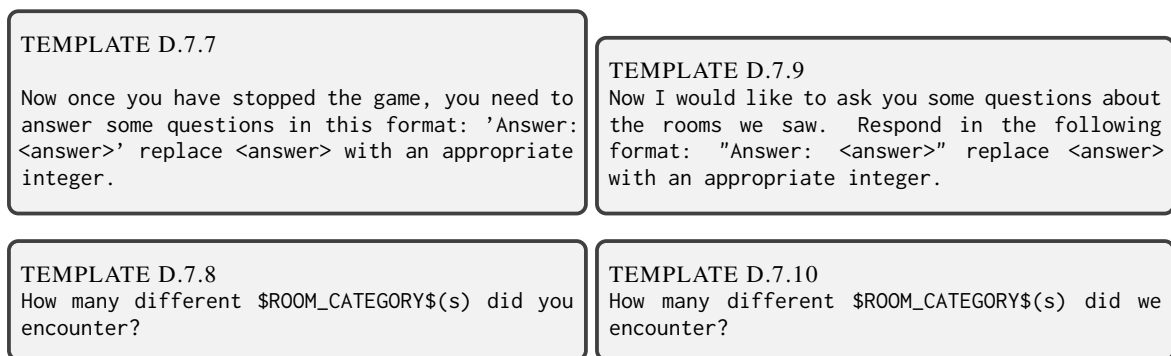 TEMPLATE D.7.7
Now once you have stopped the game, you need to
answer some questions in this format: ’Answer:
<answer>’ replace <answer> with an appropriate
integer.
TEMPLATE D.7.9
Now I would like to ask you some questions about
the rooms we saw. Respond in the following
format: "Answer: <answer>" replace <answer>
with an appropriate integer.
TEMPLATE D.7.8
How many different $ROOM_CATEGORY$(s) did you
encounter?
TEMPLATE D.7.10
How many different $ROOM_CATEGORY$(s) did we
encounter?